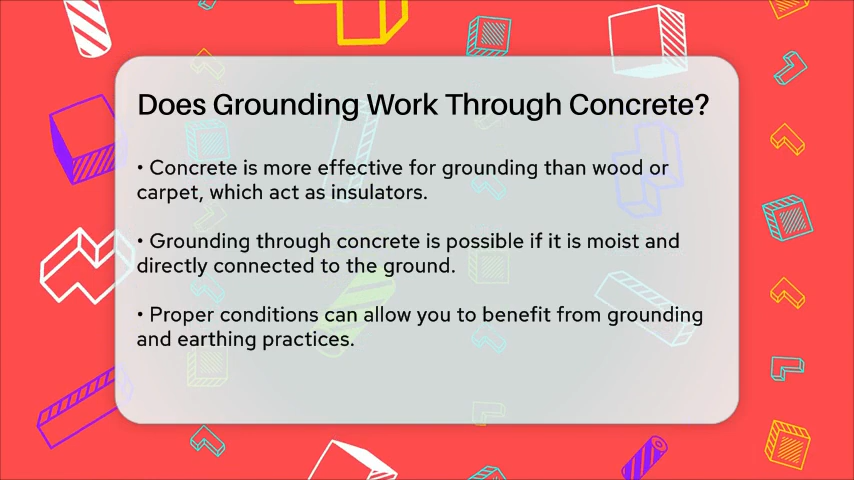 Does Grounding Work Through Concrete?
• Concrete is more effective for grounding than wood or
carpet, which act as insulators.
• Grounding through concrete is possible if it is moist and
directly connected to the ground.
• Proper conditions can allow you to benefit from grounding
and earthing practices.